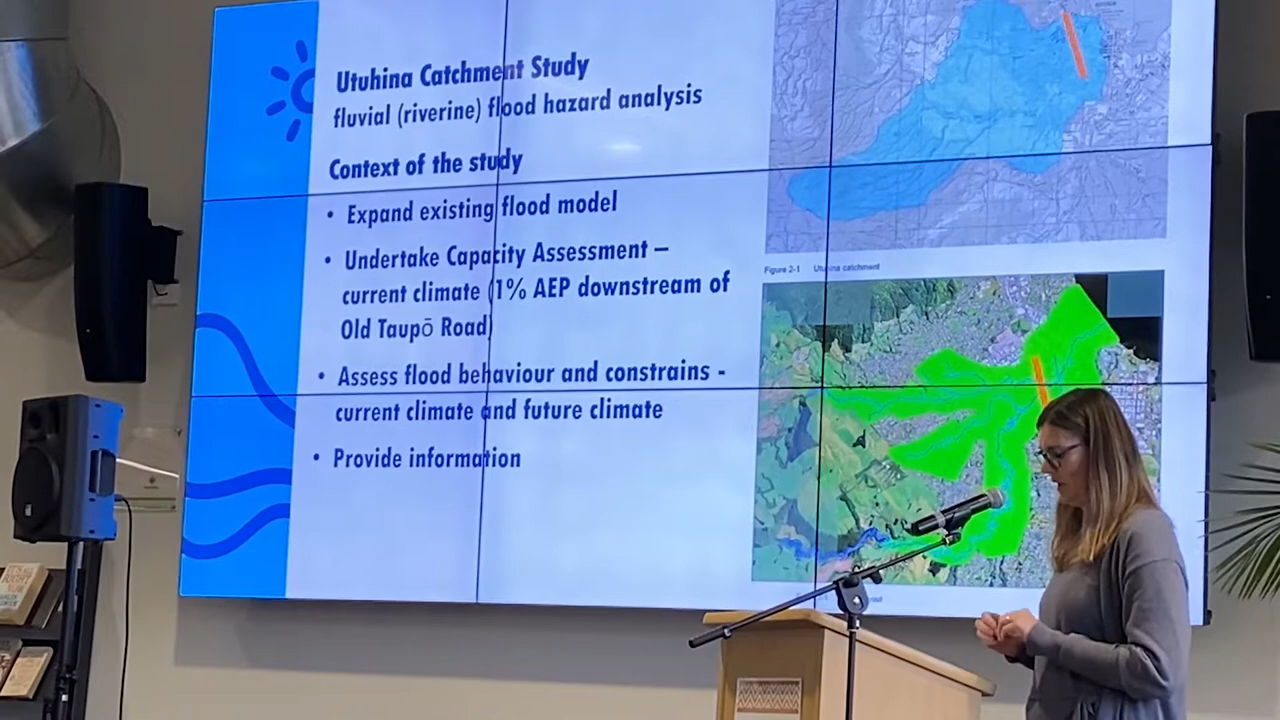 Utuhina Catchment Study
fluvial (riverine) flood hazard analysis
Context of the study
• Expand existing flood model
• Undertake Capacity Assessment –
current climate (1% AEP downstream of
Old Taupō Road)
• Assess flood behaviour and constrains -
current climate and future climate
• Provide information
Figure 2-1 Utuhina catchment